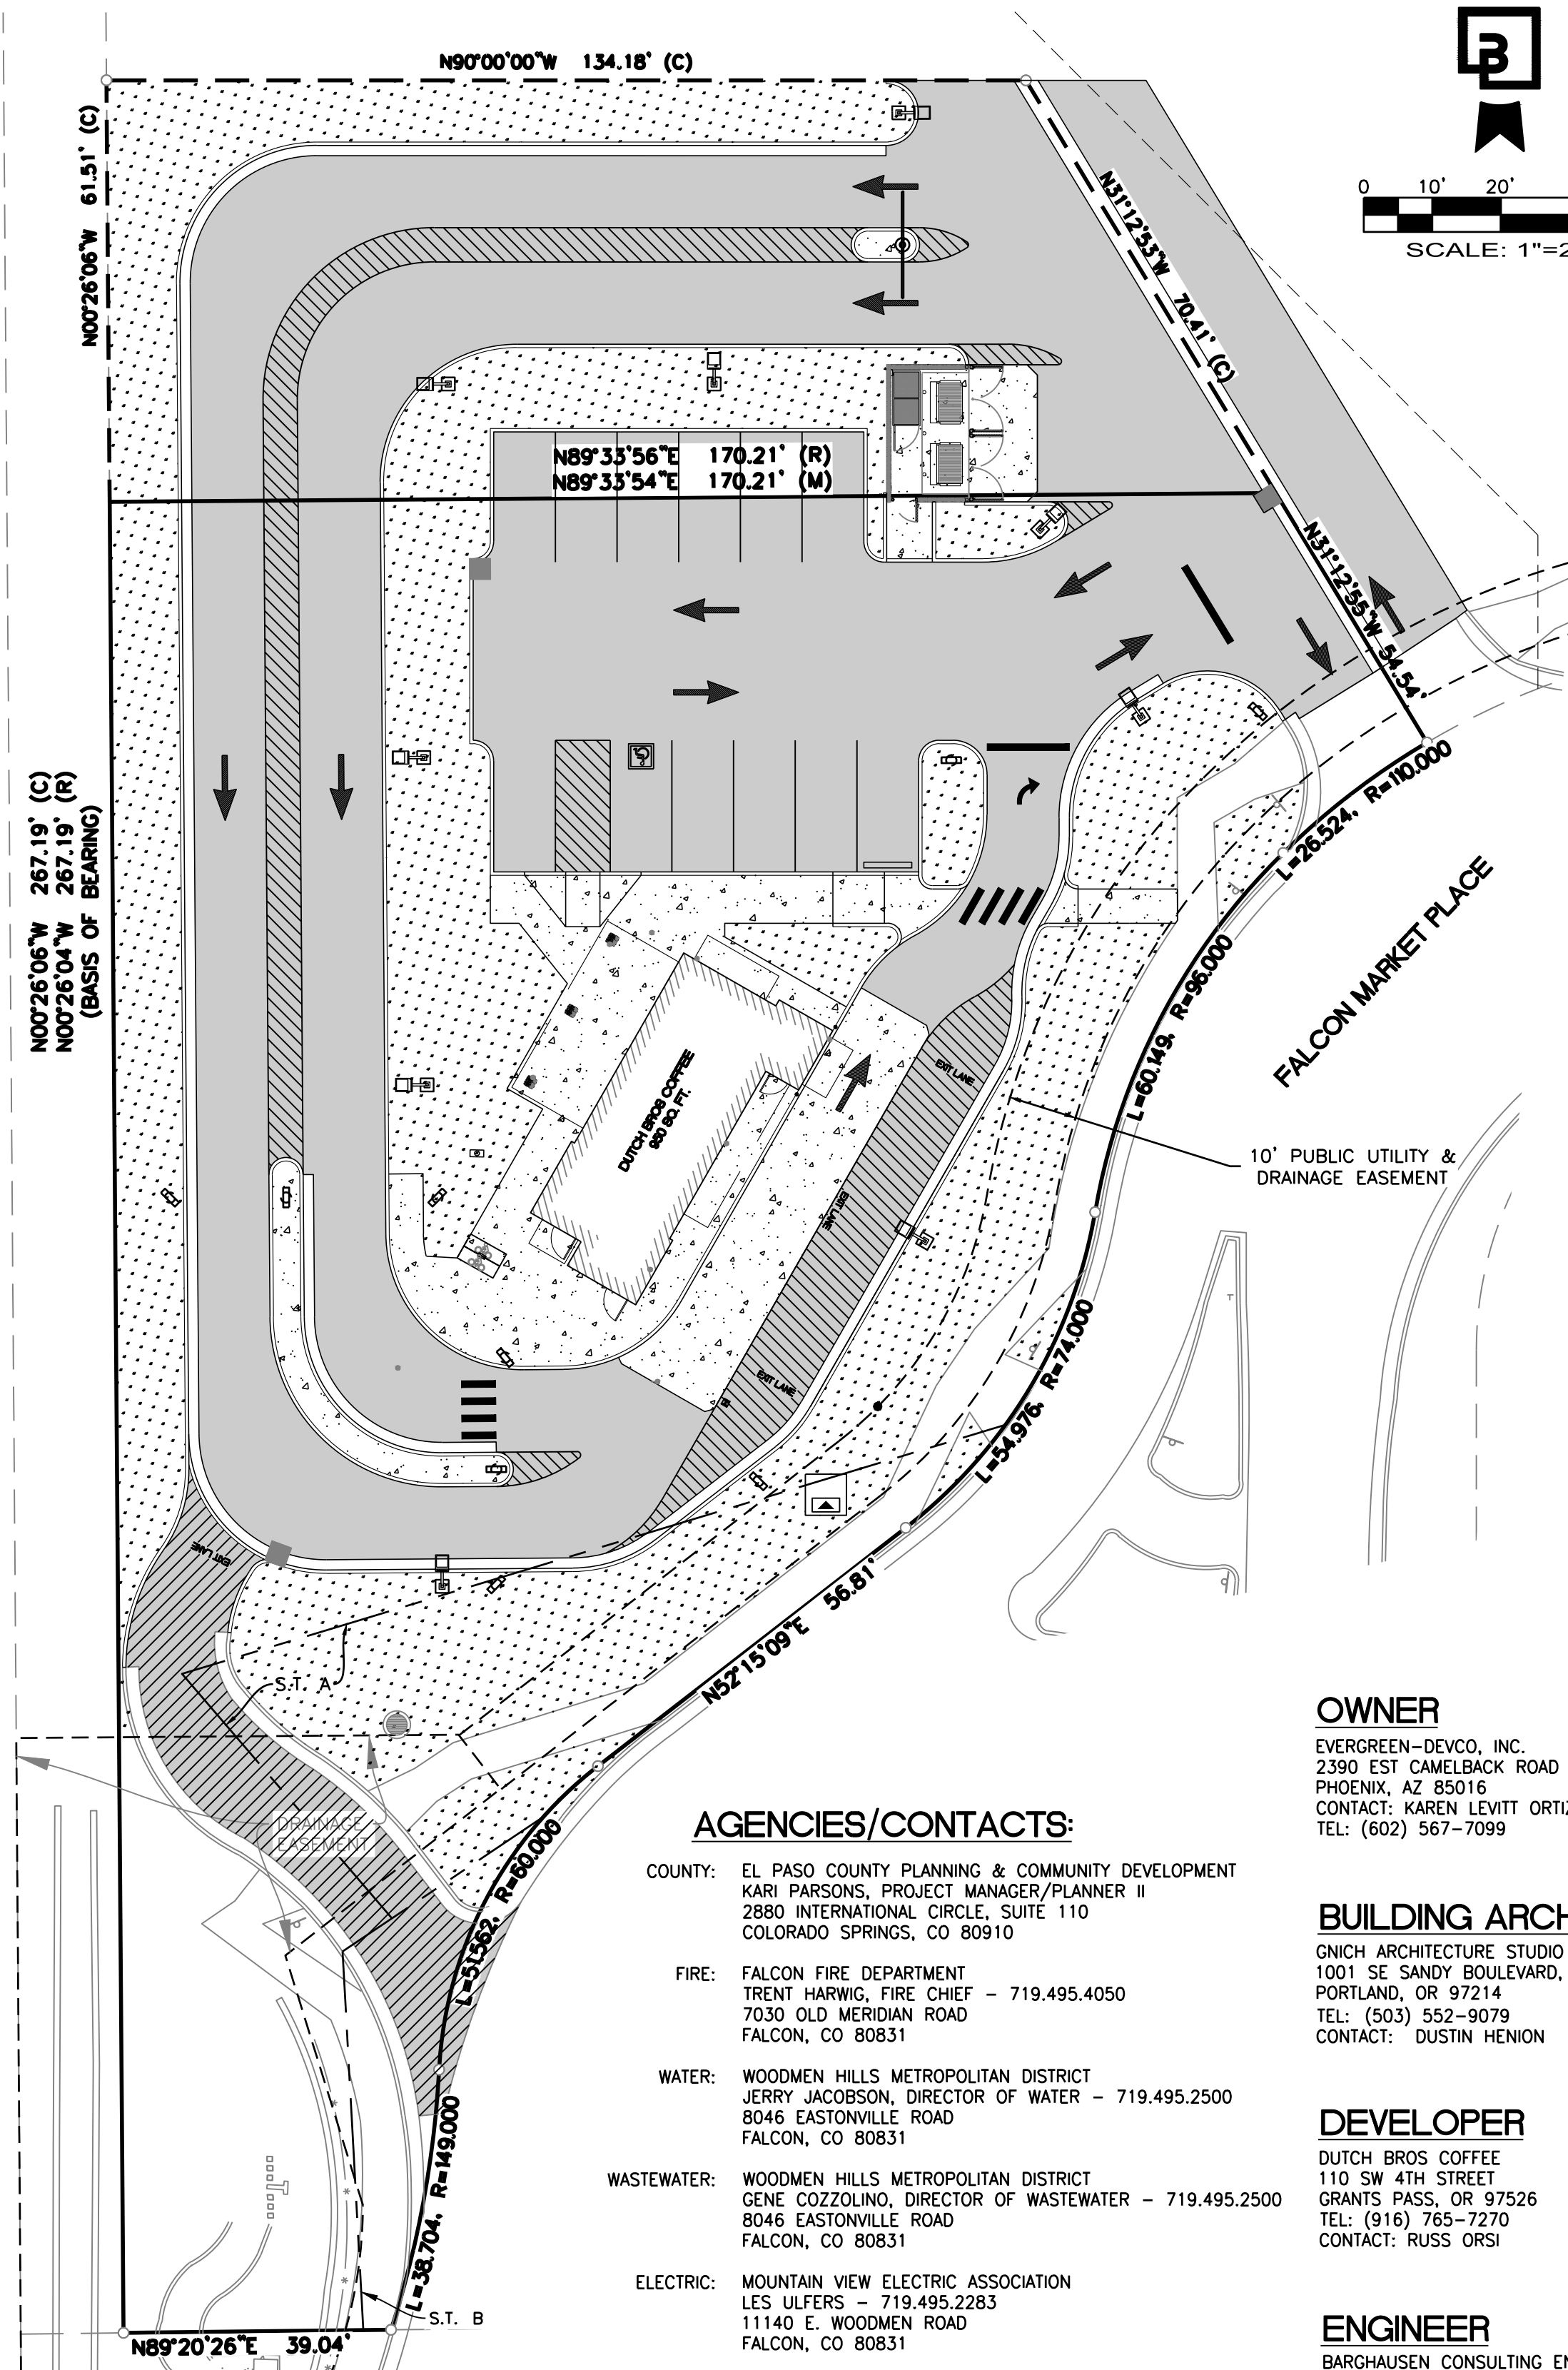 N90°00'00"W 134.18' (C)
0 10' 20'
SCALE: 1"=2
N00°26'06"W 61.51' (C)
N31°12'53"W 70.41' (C)
N89°33'56"E 170.21' (R)
N89°33'54"E 170.21' (M)
N31°12'55"W 54.54'
N00°26'06"W 267.19' (C)
N00°26'04"W 267.19' (R)
(BASIS OF BEARING)
L=26.524, R=110.000
FALCON MARKET PLACE
L=60.149, R=96.000
EXIT LANE
DUTCH BROS COFFEE
950 SQ. FT.
10' PUBLIC UTILITY &
DRAINAGE EASEMENT
EXIT LANE
EXIT LANE
L=54.976, R=74.000
EXIT LANE
N52°15'09"E 56.81'
S.T. A
DRAINAGE
EASEMENT
L=51.562, R=60.000
L=38.704, R=149.000
S.T. B
N89°20'26"E 39.04'
AGENCIES/CONTACTS:
COUNTY: EL PASO COUNTY PLANNING & COMMUNITY DEVELOPMENT
KARI PARSONS, PROJECT MANAGER/PLANNER II
2880 INTERNATIONAL CIRCLE, SUITE 110
COLORADO SPRINGS, CO 80910
FIRE: FALCON FIRE DEPARTMENT
TRENT HARWIG, FIRE CHIEF - 719.495.4050
7030 OLD MERIDIAN ROAD
FALCON, CO 80831
WATER: WOODMEN HILLS METROPOLITAN DISTRICT
JERRY JACOBSON, DIRECTOR OF WATER - 719.495.2500
8046 EASTONVILLE ROAD
FALCON, CO 80831
WASTEWATER: WOODMEN HILLS METROPOLITAN DISTRICT
GENE COZZOLINO, DIRECTOR OF WASTEWATER - 719.495.2500
8046 EASTONVILLE ROAD
FALCON, CO 80831
ELECTRIC: MOUNTAIN VIEW ELECTRIC ASSOCIATION
LES ULFERS - 719.495.2283
11140 E. WOODMEN ROAD
FALCON, CO 80831
OWNER
EVERGREEN-DEVCO, INC.
2390 EST CAMELBACK ROAD
PHOENIX, AZ 85016
CONTACT: KAREN LEVITT ORTIZ
TEL: (602) 567-7099
BUILDING ARCH
GNICH ARCHITECTURE STUDIO
1001 SE SANDY BOULEVARD,
PORTLAND, OR 97214
TEL: (503) 552-9079
CONTACT: DUSTIN HENION
DEVELOPER
DUTCH BROS COFFEE
110 SW 4TH STREET
GRANTS PASS, OR 97526
TEL: (916) 765-7270
CONTACT: RUSS ORSI
ENGINEER
BARGHAUSEN CONSULTING EN